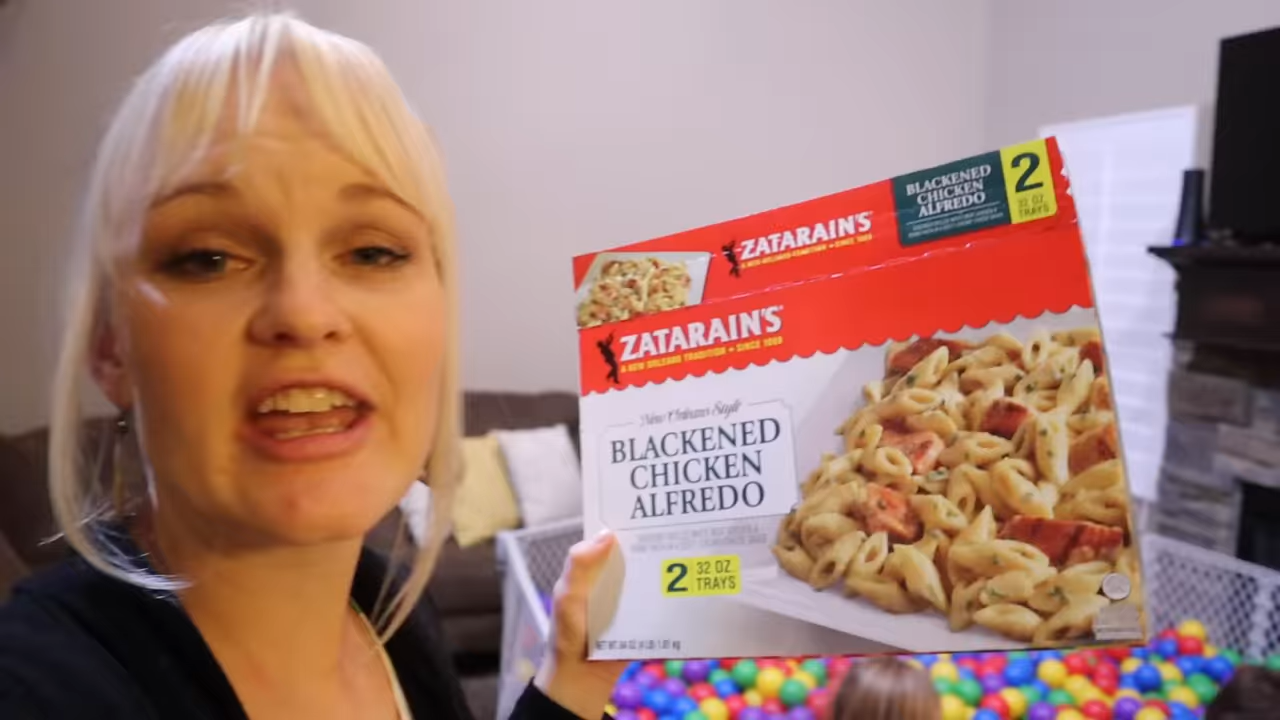 BLACKENED
CHICKEN
ALFREDO
2
32 OZ.
TRAYS
ZATARAIN'S
A NEW ORLEANS TRADITION • SINCE 1889
ZATARAIN'S
A NEW ORLEANS TRADITION • SINCE 1889
New Orleans Style
BLACKENED
CHICKEN
ALFREDO
2 32 OZ.
TRAYS